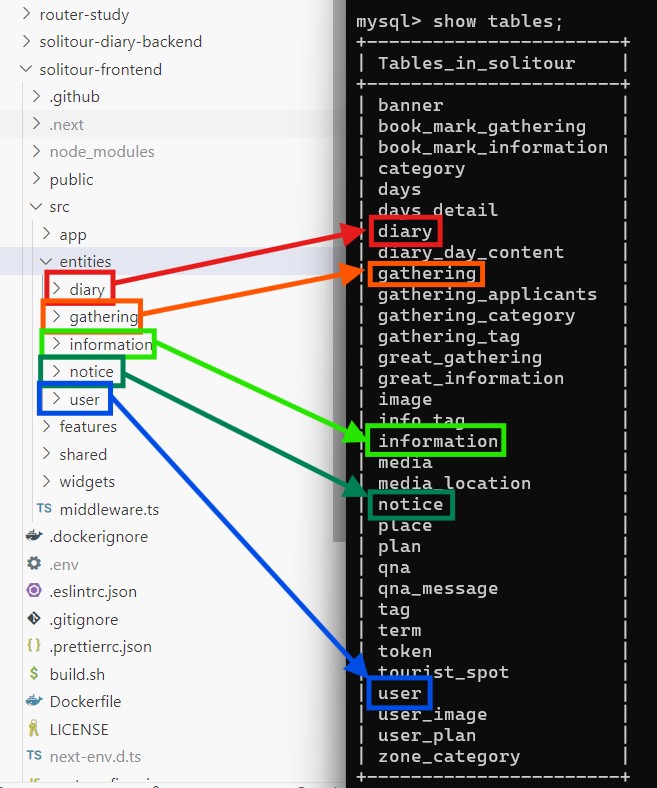 router-study
solitour-diary-backend
solitour-frontend
.github
.next
node_modules
public
src
app
entities
diary
gathering
information
notice
user
features
shared
widgets
TS middleware.ts
.dockerignore
.env
.eslintrc.json
.gitignore
{} .prettierrc.json
$ build.sh
Dockerfile
LICENSE
TS next-env.d.ts
mysql> show tables;
+------------------------+
| Tables_in_solitour |
+------------------------+
| banner |
| book_mark_gathering |
| book_mark_information |
| category |
| days |
| days_detail |
| diary |
| diary_day_content |
| gathering |
| gathering_applicants |
| gathering_category |
| gathering_tag |
| great_gathering |
| great_information |
| image |
| info_tag |
| information |
| media |
| media_location |
| notice |
| place |
| plan |
| qna |
| qna_message |
| tag |
| term |
| token |
| tourist_spot |
| user |
| user_image |
| user_plan |
| zone_category |
+------------------------+